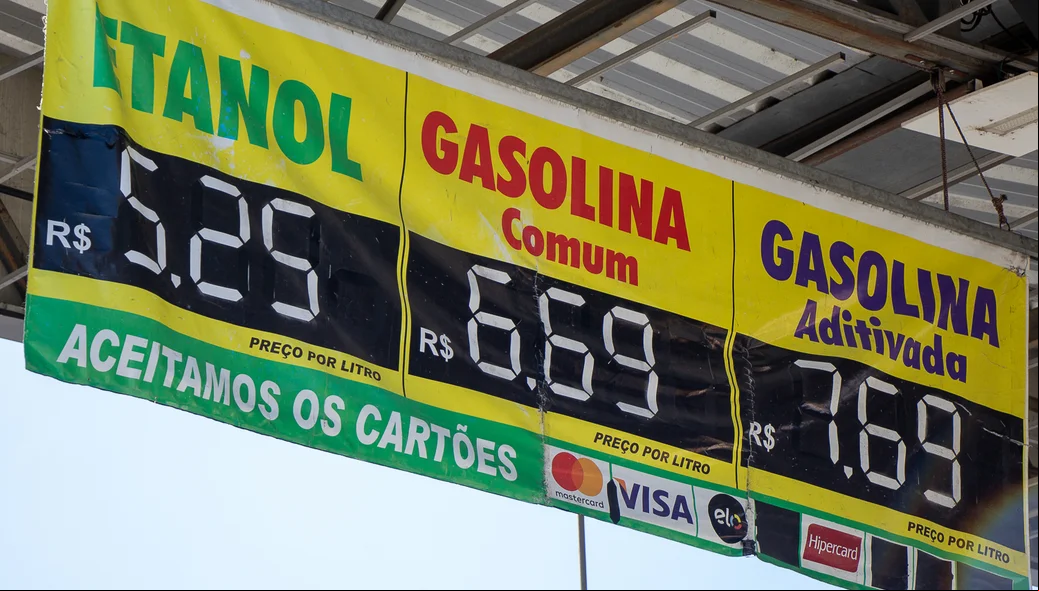 ETANOL
R$ 5.29
PREÇO POR LITRO
GASOLINA
Comum
R$ 6.69
PREÇO POR LITRO
GASOLINA
Aditivada
R$ 7.69
PREÇO POR LITRO
ACEITAMOS OS CARTÕES
mastercard
VISA
elo
Hipercard